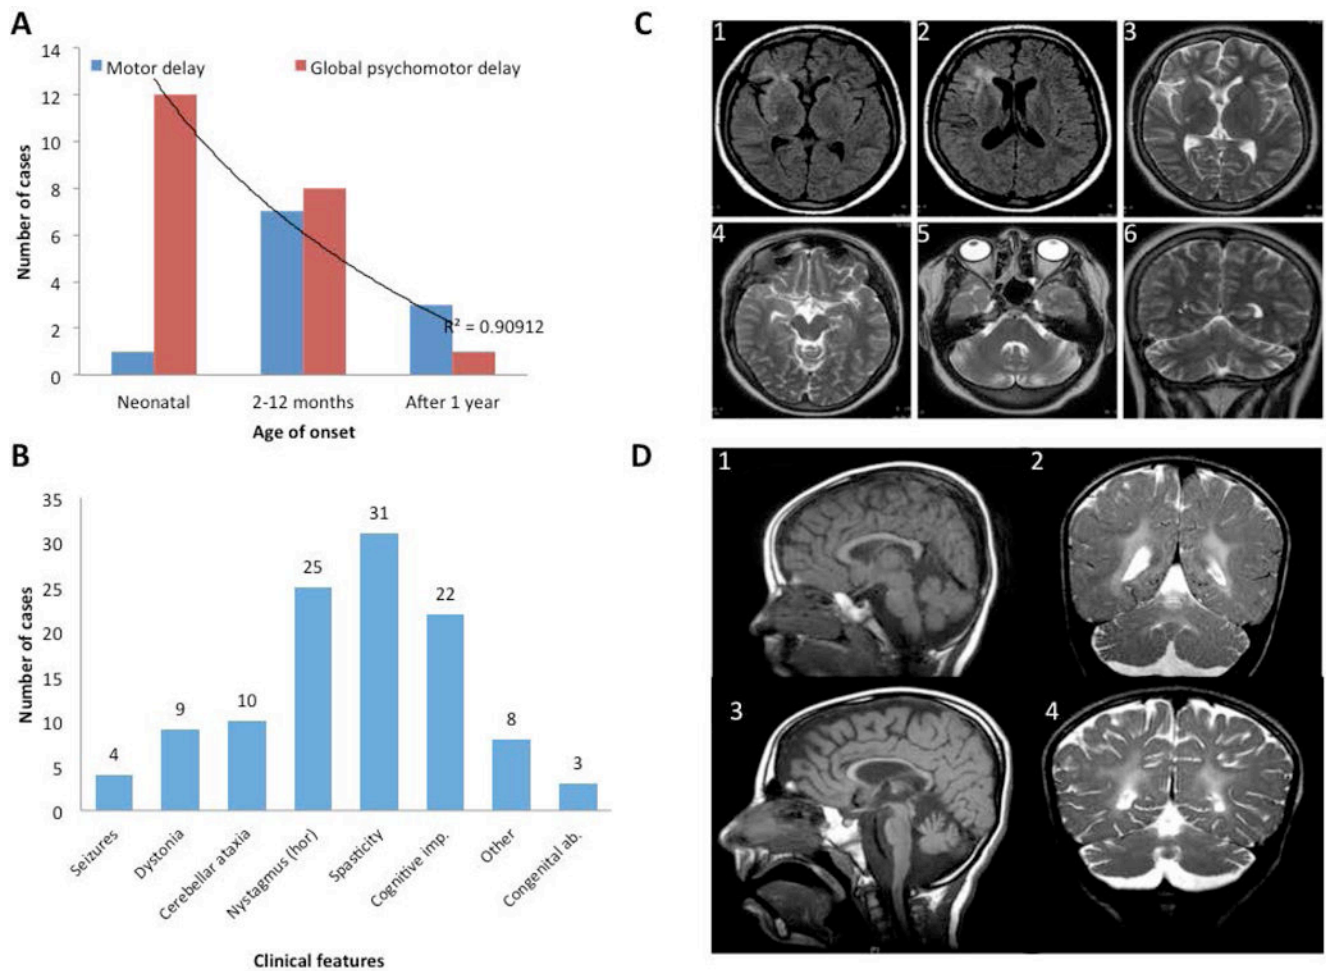 A
14
12
10
8
6
4
2
0
Number of cases
Motor delay
Global psychomotor delay
R² = 0.90912
Neonatal
2-12 months
After 1 year
Age of onset
B
35
30
25
20
15
10
5
0
Number of cases
4
9
10
25
31
22
8
3
Seizures
Dystonia
Cerebellar ataxia
Nystagmus (hor)
Spasticity
Cognitive imp.
Other
Congenital ab.
Clinical features
C
1
2
3
4
5
6
D
1
2
3
4